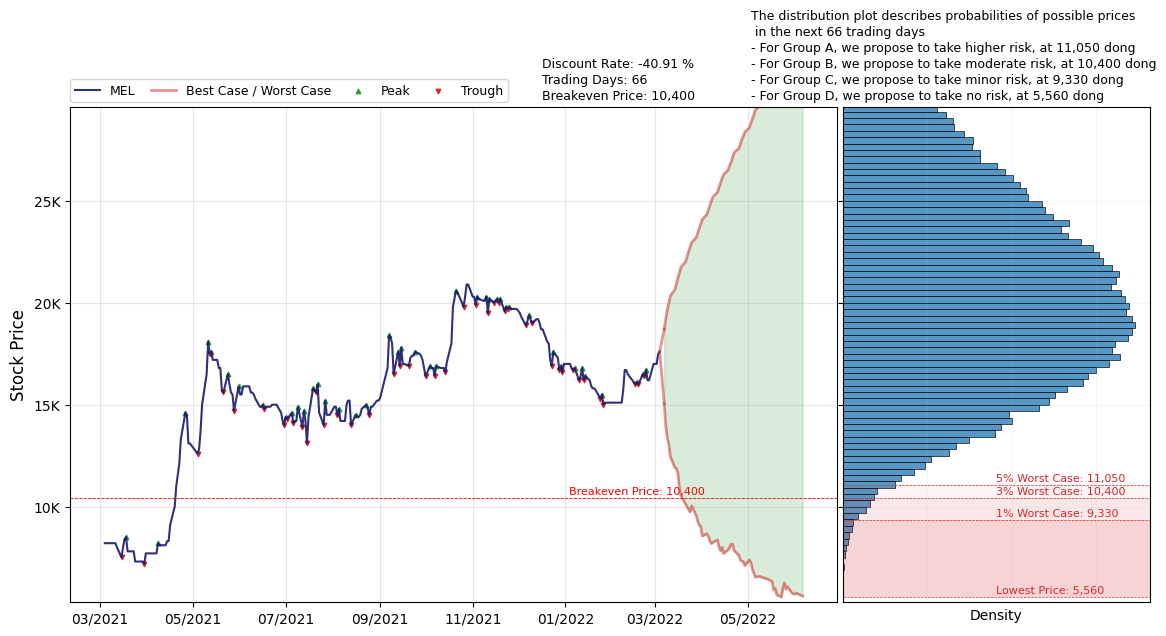 The distribution plot describes probabilities of possible prices
in the next 66 trading days
- For Group A, we propose to take higher risk, at 11,050 dong
- For Group B, we propose to take moderate risk, at 10,400 dong
- For Group C, we propose to take minor risk, at 9,330 dong
- For Group D, we propose to take no risk, at 5,560 dong
Discount Rate: -40.91 %
Trading Days: 66
Breakeven Price: 10,400
MEL Best Case / Worst Case Peak Trough
Stock Price
25K
20K
15K
10K
Breakeven Price: 10,400
5% Worst Case: 11,050
3% Worst Case: 10,400
1% Worst Case: 9,330
Lowest Price: 5,560
03/2021 05/2021 07/2021 09/2021 11/2021 01/2022 03/2022 05/2022
Density